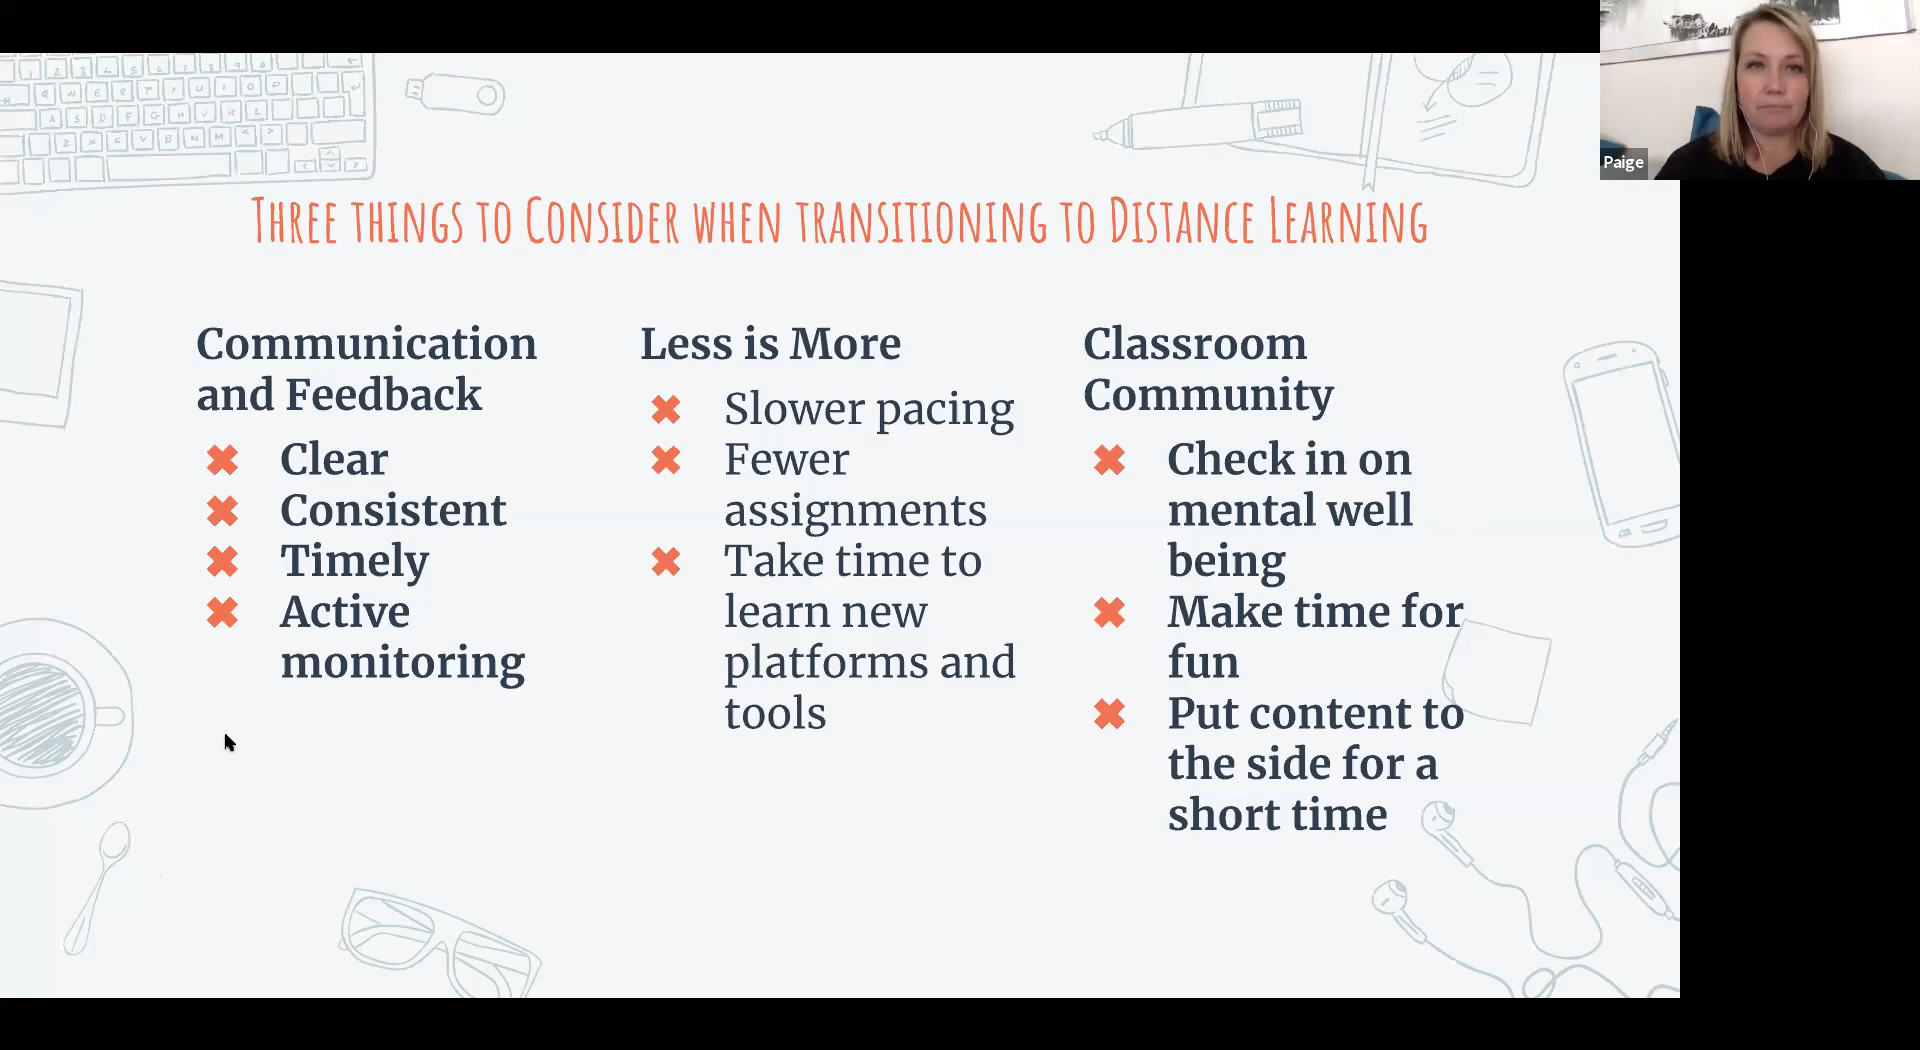 Paige
Three things to Consider when transitioning to Distance Learning
Communication
and Feedback
Clear
Consistent
Timely
Active
monitoring
Less is More
Slower pacing
Fewer
assignments
Take time to
learn new
platforms and
tools
Classroom
Community
Check in on
mental well
being
Make time for
fun
Put content to
the side for a
short time